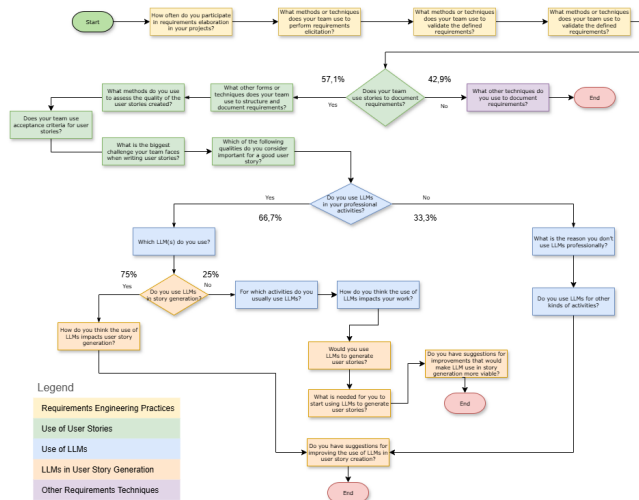 Start
How often do you participate
in requirements elaboration
in your projects?
What methods or techniques
does your team use to
perform requirements
elicitation?
What methods or techniques
does your team use to
validate the defined
requirements?
What methods or techniques
does your team use to
validate the defined
requirements?
What methods do you use
to assess the quality of the
user stories created?
What other forms or
techniques does your team
use to structure and
document requirements?
57,1%
Yes
Does your team
use stories to document
requirements?
42,9%
No
What other techniques do
you use to document
requirements?
End
Does your team use
acceptance criteria for user
stories?
What is the biggest
challenge your team faces
when writing user stories?
Which of the following
qualities do you consider
important for a good user
story?
Do you use LLMs
in your professional
activities?
Yes
66,7%
No
33,3%
Which LLM(s) do you use?
What is the reason you don't
use LLMs professionally?
75%
Yes
Do you use LLMs
in story generation?
25%
No
For which activities do you
usually use LLMs?
How do you think the use of
LLMs impacts your work?
Do you use LLMs for other
kinds of activities?
How do you think the use of
LLMs impacts user story
generation?
Would you use
LLMs to generate
user stories?
Do you have suggestions for
improvements that would
make LLM use in story
generation more viable?
What is needed for you to
start using LLMs to generate
user stories?
End
Do you have suggestions for
improving the use of LLMs in
user story creation?
End
Legend
Requirements Engineering Practices
Use of User Stories
Use of LLMs
LLMs in User Story Generation
Other Requirements Techniques